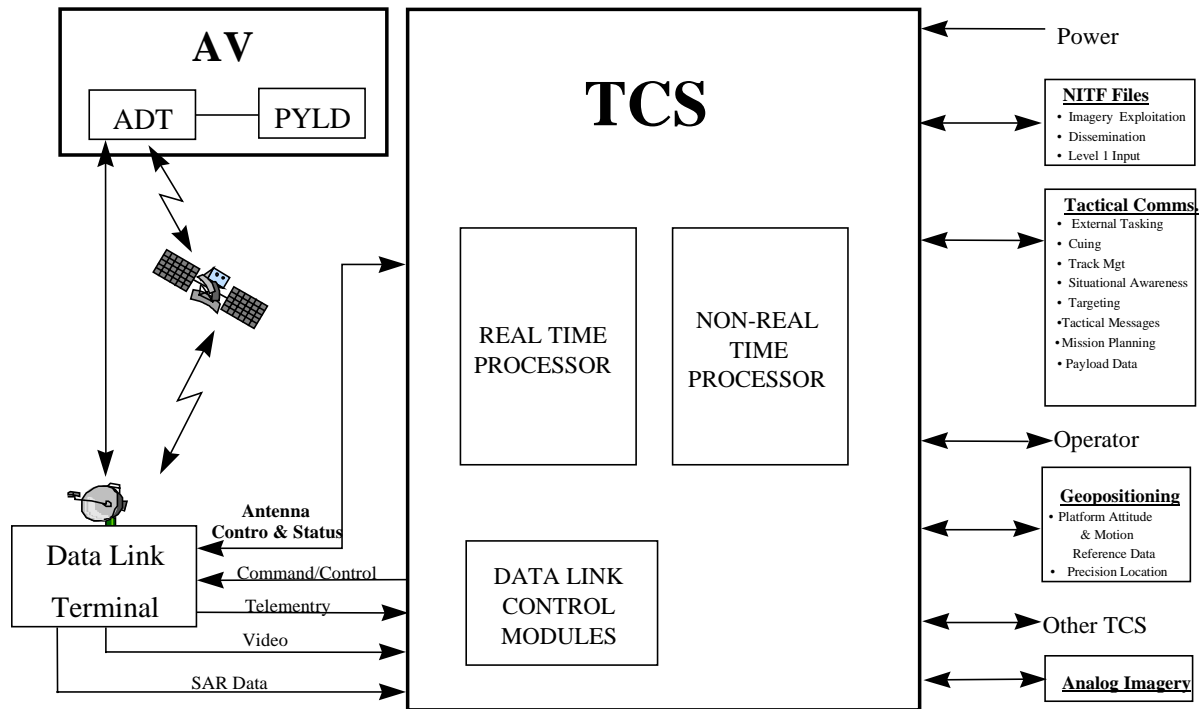 AV
ADT
PYLD
TCS
REAL TIME
PROCESSOR
NON-REAL
TIME
PROCESSOR
DATA LINK
CONTROL
MODULES
Data Link
Terminal
Antenna
Contro & Status
Command/Control
Telementry
Video
SAR Data
Power
NITF Files
• Imagery Exploitation
• Dissemination
• Level 1 Input
Tactical Comms.
• External Tasking
• Cuing
• Track Mgt
• Situational Awareness
• Targeting
•Tactical Messages
•Mission Planning
• Payload Data
Operator
Geopositioning
• Platform Attitude
& Motion
Reference Data
• Precision Location
Other TCS
Analog Imagery